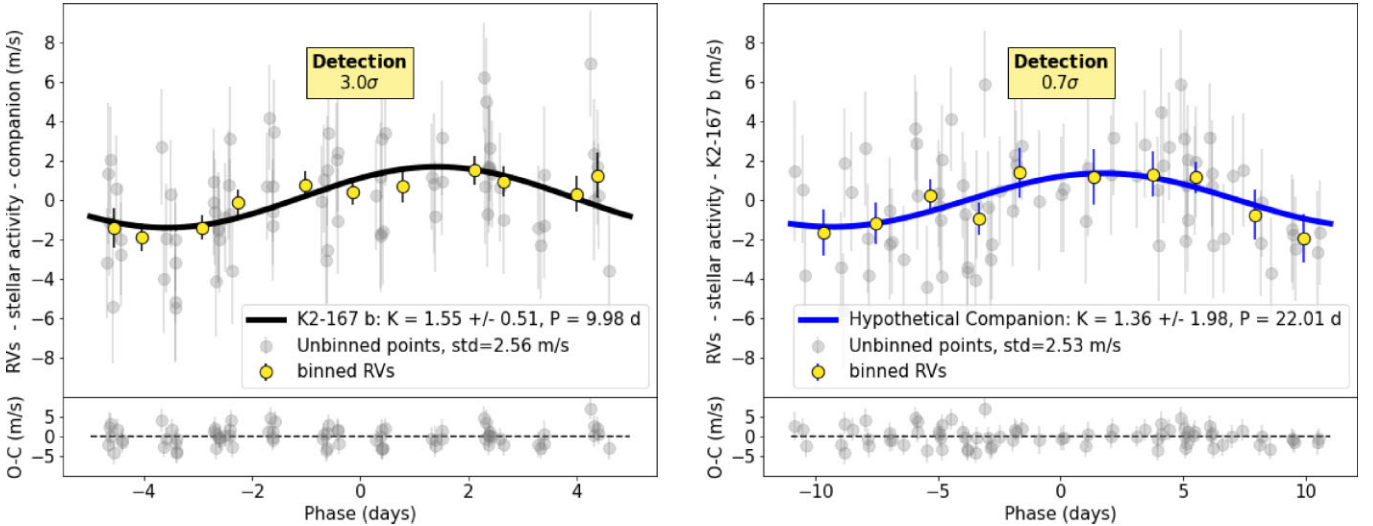 RVs - stellar activity - companion (m/s)
8
6
4
2
0
−2
−4
−6
−8
Detection
3.0σ
K2-167 b: K = 1.55 +/- 0.51, P = 9.98 d
Unbinned points, std=2.56 m/s
binned RVs
O-C (m/s)
5
0
−5
−4
−2
0
2
4
Phase (days)
RVs - stellar activity - K2-167 b (m/s)
8
6
4
2
0
−2
−4
−6
−8
Detection
0.7σ
Hypothetical Companion: K = 1.36 +/- 1.98, P = 22.01 d
Unbinned points, std=2.53 m/s
binned RVs
O-C (m/s)
5
0
−5
−10
−5
0
5
10
Phase (days)